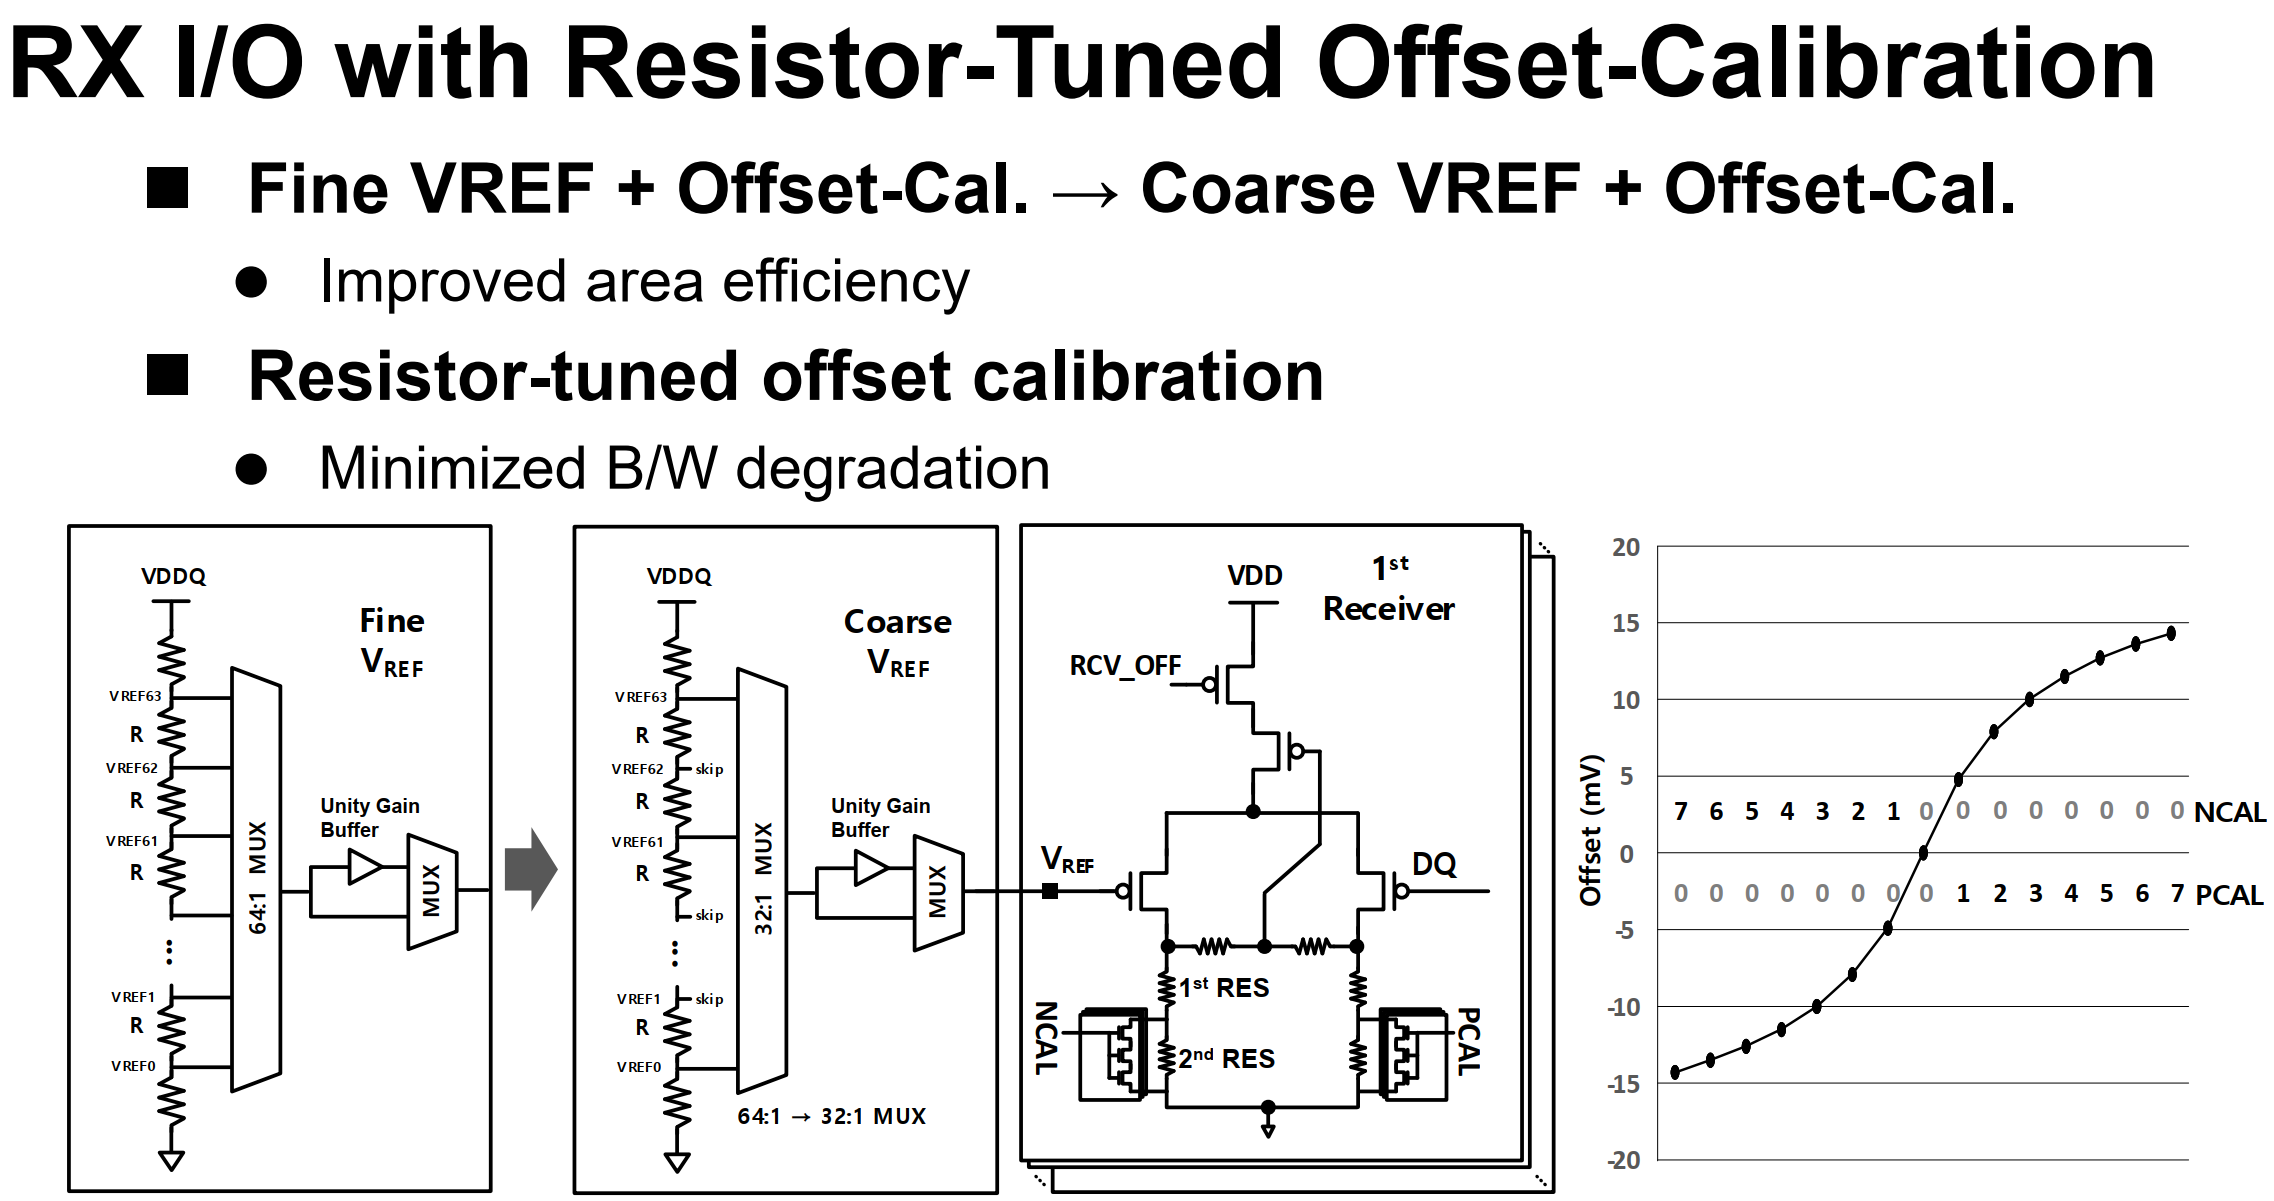 RX I/O with Resistor-Tuned Offset-Calibration
■ Fine VREF + Offset-Cal. → Coarse VREF + Offset-Cal.
● Improved area efficiency
■ Resistor-tuned offset calibration
● Minimized B/W degradation
VDDQ
Fine
VREF
VREF63
R
VREF62
R
VREF61
R
...
VREF1
R
VREF0
64:1 MUX
Unity Gain
Buffer
MUX
VDDQ
Coarse
VREF
VREF63
R
VREF62
skip
R
VREF61
R
skip
...
VREF1
skip
R
VREF0
32:1 MUX
Unity Gain
Buffer
MUX
64:1 → 32:1 MUX
1st
Receiver
VDD
RCV_OFF
VREF
DQ
1st RES
2nd RES
NCAL
PCAL
Offset (mV)
20
15
10
5
0
-5
-10
-15
-20
7 6 5 4 3 2 1 0 0 0 0 0 0 0 0 NCAL
0 0 0 0 0 0 0 0 1 2 3 4 5 6 7 PCAL